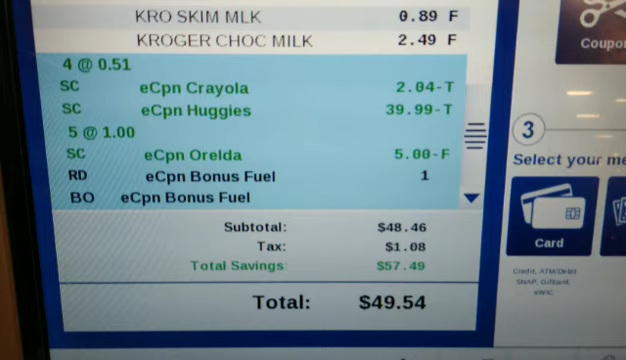 KRO SKIM MLK 0.89 F
KROGER CHOC MILK 2.49 F
4 @ 0.51
SC eCpn Crayola 2.04-T
SC eCpn Huggies 39.99-T
5 @ 1.00
SC eCpn OreIda 5.00-F
RD eCpn Bonus Fuel 1
BO eCpn Bonus Fuel
Subtotal: $48.46
Tax: $1.08
Total Savings: $57.49
Total: $49.54
Coupo
3
Select your me
Card
Credit, ATM/Debit
SNAP, Giftcard,
eWIC